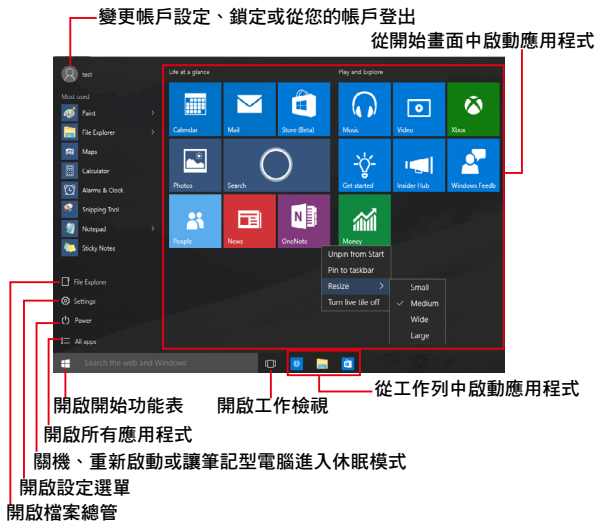 變更帳戶設定、鎖定或從您的帳戶登出
從開始畫面中啟動應用程式
test
Life at a glance
Play and explore
Most used
Paint
File Explorer
Maps
Calculator
Alarms & Clock
Snipping Tool
Notepad
Sticky Notes
Calendar
Mail
Store (Beta)
Music
Video
Xbox
Photos
Search
Get started
Insider Hub
Windows Feedb
People
News
OneNote
Money
Unpin from Start
Pin to taskbar
Resize
Turn live tile off
Small
Medium
Wide
Large
File Explorer
Settings
Power
All apps
Search the web and Windows
從工作列中啟動應用程式
開啟開始功能表
開啟工作檢視
開啟所有應用程式
關機、重新啟動或讓筆記型電腦進入休眠模式
開啟設定選單
開啟檔案總管